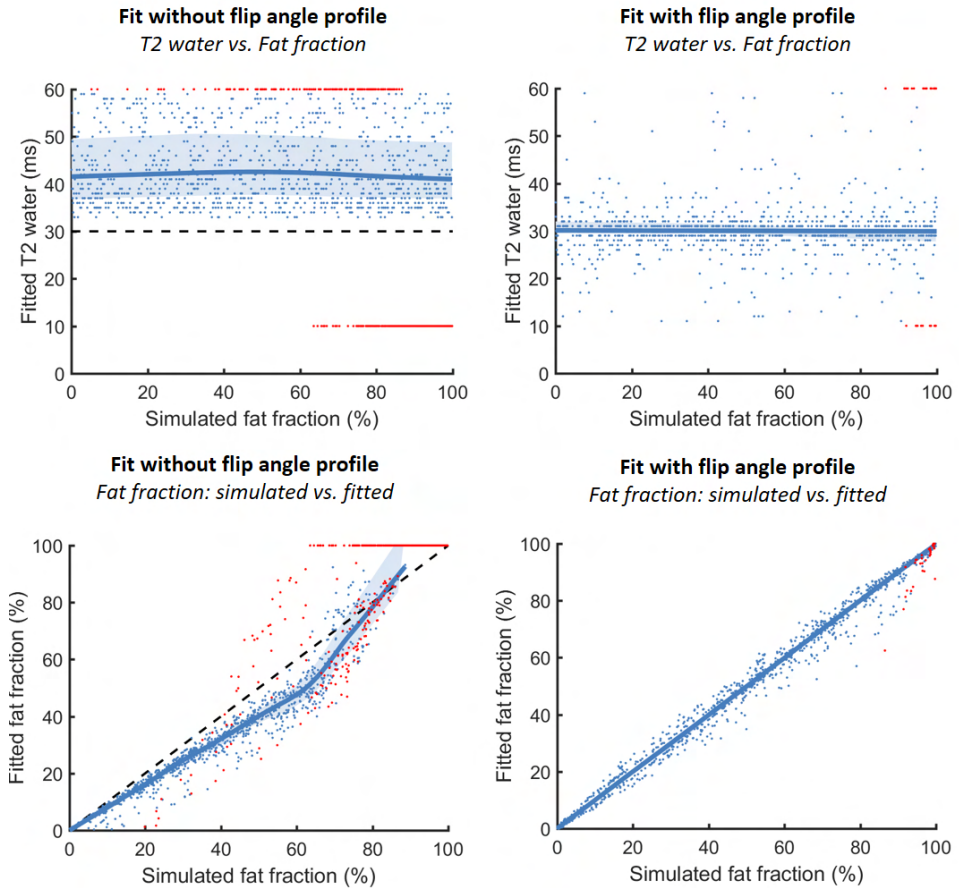 Fit without flip angle profile
T2 water vs. Fat fraction
60
50
40
30
20
10
0
Fitted T2 water (ms)
0 20 40 60 80 100
Simulated fat fraction (%)
Fit with flip angle profile
T2 water vs. Fat fraction
60
50
40
30
20
10
0
Fitted T2 water (ms)
0 20 40 60 80 100
Simulated fat fraction (%)
Fit without flip angle profile
Fat fraction: simulated vs. fitted
100
80
60
40
20
0
Fitted fat fraction (%)
0 20 40 60 80 100
Simulated fat fraction (%)
Fit with flip angle profile
Fat fraction: simulated vs. fitted
100
80
60
40
20
0
Fitted fat fraction (%)
0 20 40 60 80 100
Simulated fat fraction (%)